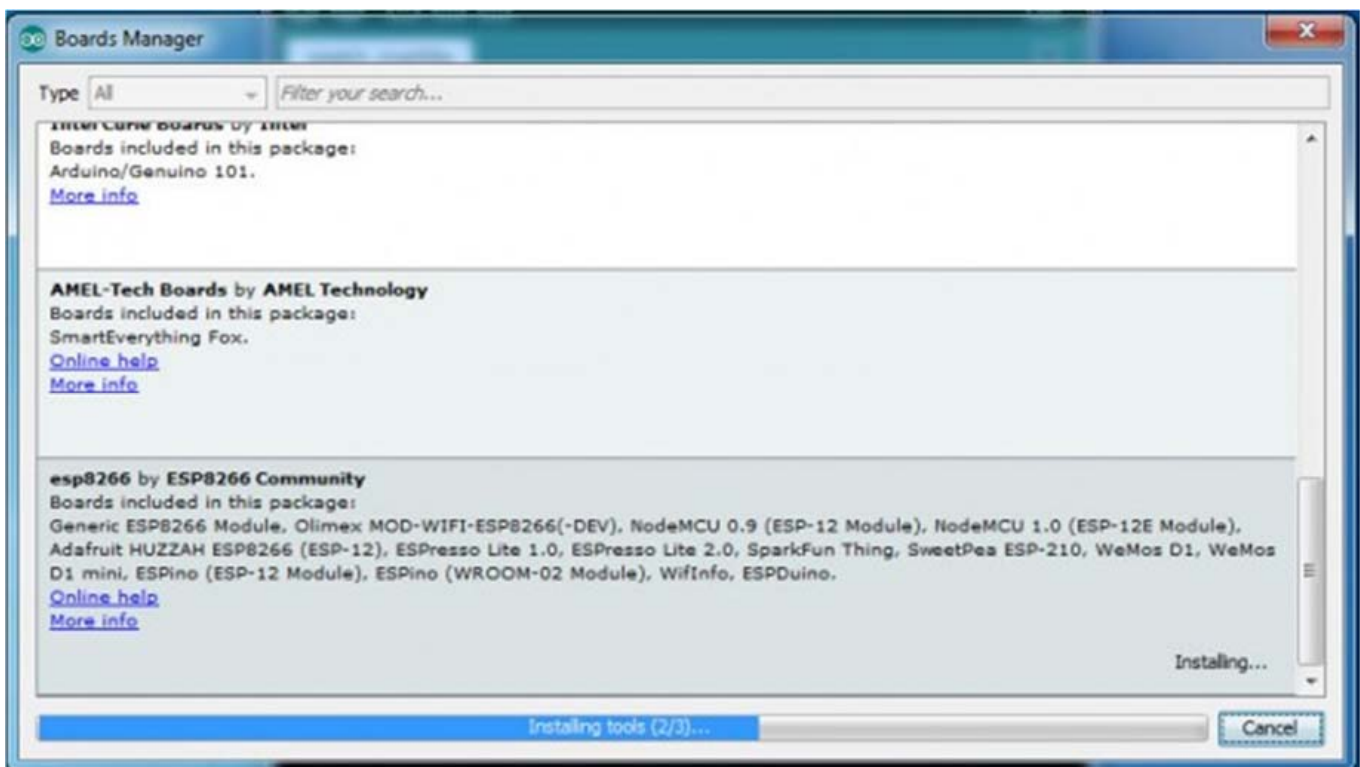 Boards Manager
Type All Filter your search...
Intel Curie Boards by Intel
Boards included in this package:
Arduino/Genuino 101.
More info
AMEL-Tech Boards by AMEL Technology
Boards included in this package:
SmartEverything Fox.
Online help
More info
esp8266 by ESP8266 Community
Boards included in this package:
Generic ESP8266 Module, Olimex MOD-WIFI-ESP8266(-DEV), NodeMCU 0.9 (ESP-12 Module), NodeMCU 1.0 (ESP-12E Module),
Adafruit HUZZAH ESP8266 (ESP-12), ESPresso Lite 1.0, ESPresso Lite 2.0, SparkFun Thing, SweetPea ESP-210, WeMos D1, WeMos
D1 mini, ESPino (ESP-12 Module), ESPino (WROOM-02 Module), WifInfo, ESPDuino.
Online help
More info
Installing...
Installing tools (2/3)...
Cancel